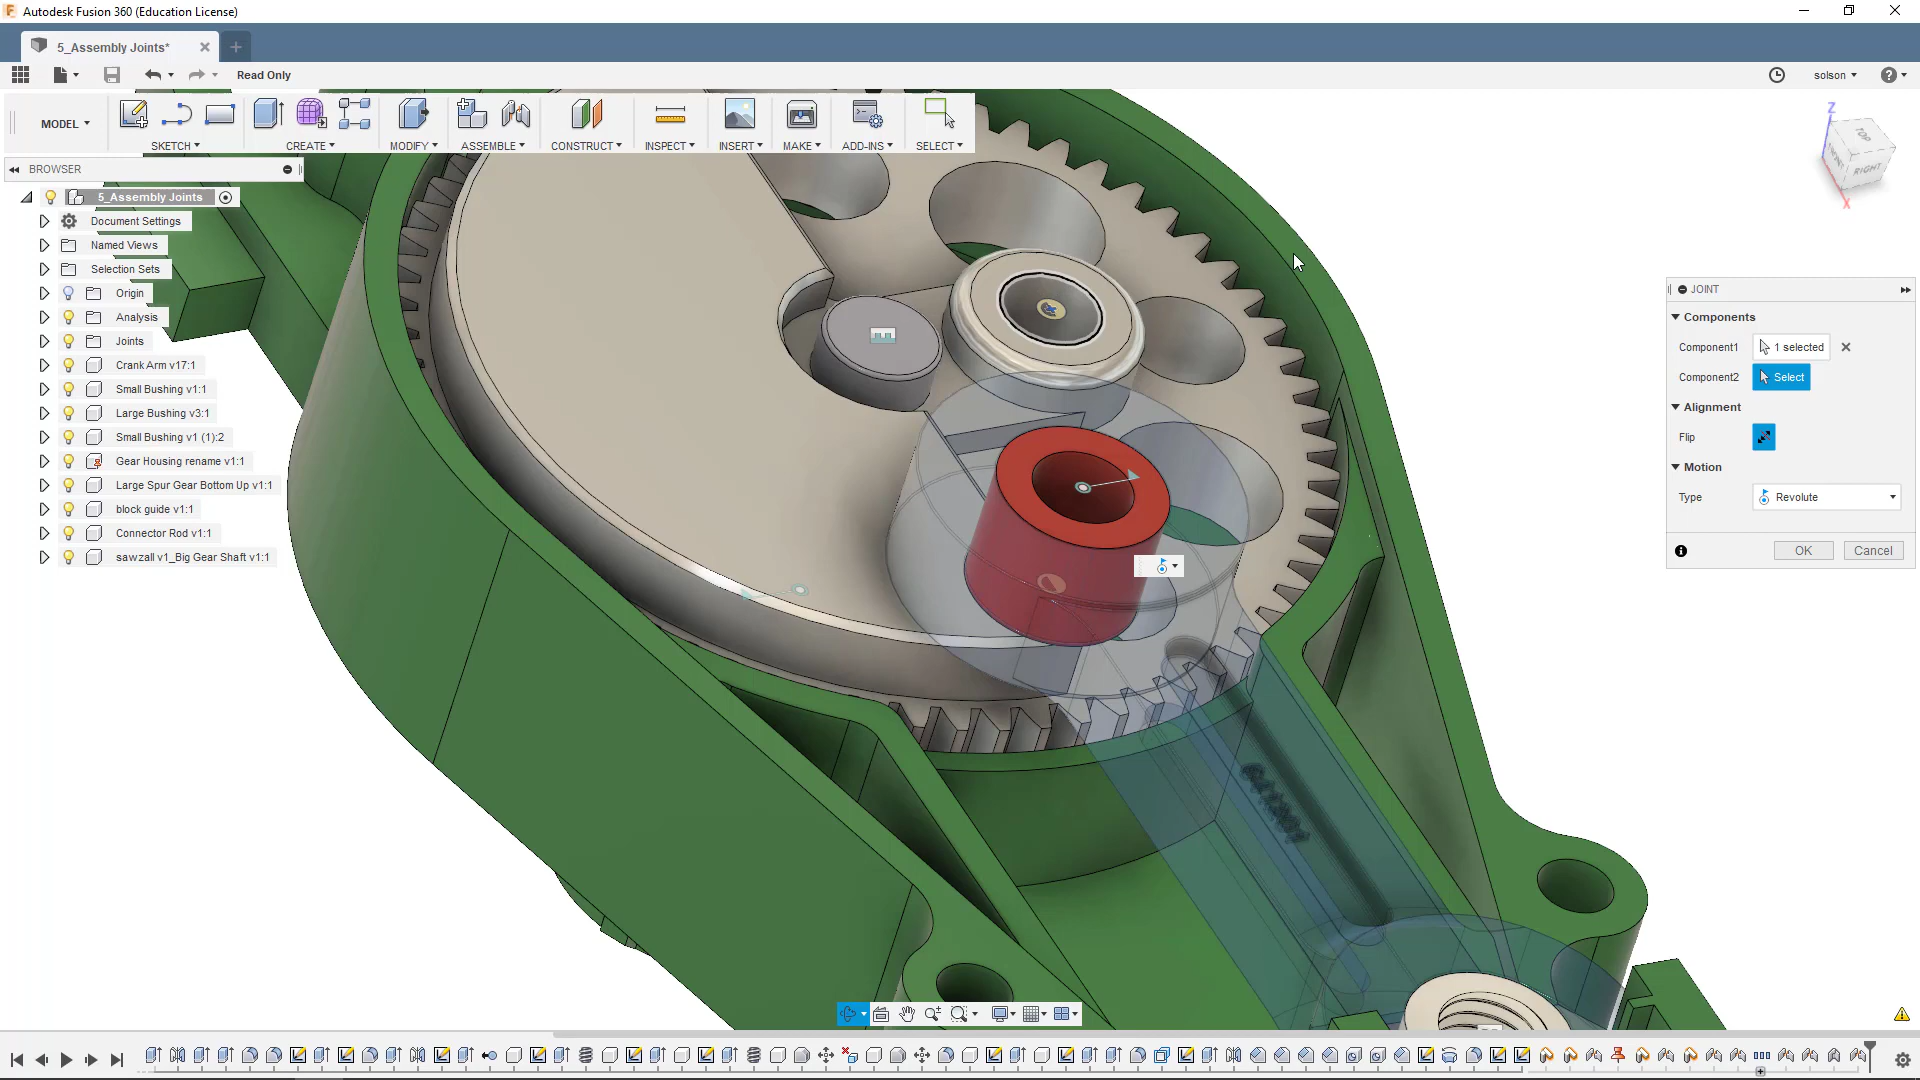 Autodesk Fusion 360 (Education License)
5_Assembly Joints*
Read Only
solson
MODEL
SKETCH
CREATE
MODIFY
ASSEMBLE
CONSTRUCT
INSPECT
INSERT
MAKE
ADD-INS
SELECT
BROWSER
5_Assembly Joints
Document Settings
Named Views
Selection Sets
Origin
Analysis
Joints
Crank Arm v17:1
Small Bushing v1:1
Large Bushing v3:1
Small Bushing v1 (1):2
Gear Housing rename v1:1
Large Spur Gear Bottom Up v1:1
block guide v1:1
Connector Rod v1:1
sawzall v1_Big Gear Shaft v1:1
Z
TOP
FRONT
RIGHT
X
JOINT
Components
Component1
1 selected
Component2
Select
Alignment
Flip
Motion
Type
Revolute
OK
Cancel